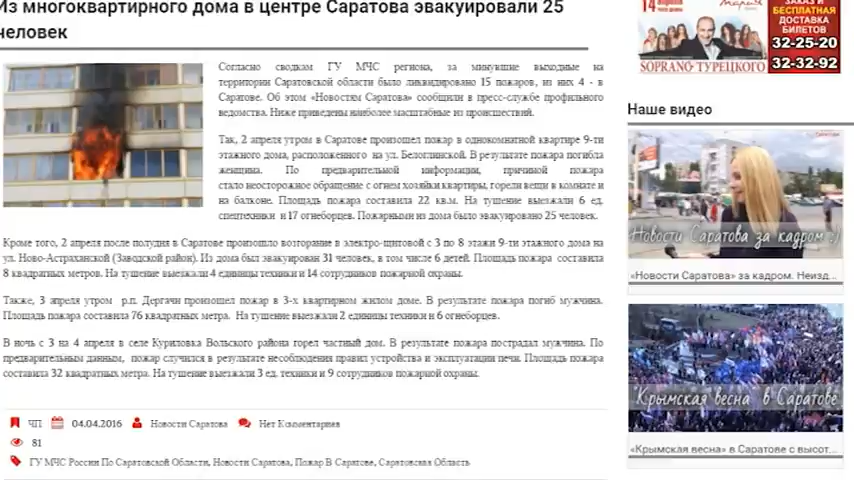 Из многоквартирного дома в центре Саратова эвакуировали 25
человек
Согласно сводкам ГУ МЧС региона, за минувшие выходные на
территории Саратовской области было ликвидировано 15 пожаров, из них 4 - в
Саратове. Об этом «Новостям Саратова» сообщили в пресс-службе профильного
ведомства. Ниже приведены наиболее масштабные из происшествий.
Так, 2 апреля утром в Саратове произошел пожар в однокомнатной квартире 9-ти
этажного дома, расположенного на ул. Белоглинской. В результате пожара погибла
женщина. По предварительной информации, причиной пожара
стало неосторожное обращение с огнем хозяйки квартиры, горели вещи в комнате и
на балконе. Площадь пожара составила 22 кв.м. На тушение выезжали 6 ед.
спецтехники и 17 огнеборцев. Пожарными из дома было эвакуировано 25 человек.
Кроме того, 2 апреля после полудня в Саратове произошло возгорание в электро-щитовой с 3 по 8 этажи 9-ти этажного дома на
ул. Ново-Астраханской (Заводской район). Из дома был эвакуирован 31 человек, в том числе 6 детей. Площадь пожара составила
8 квадратных метров. На тушение выезжали 4 единицы техники и 14 сотрудников пожарной охраны.
Также, 3 апреля утром р.п. Дергачи произошел пожар в 3-х квартирном жилом доме. В результате пожара погиб мужчина.
Площадь пожара составила 76 квадратных метра. На тушение выезжали 2 единицы техники и 6 огнеборцев.
В ночь с 3 на 4 апреля в селе Куриловка Вольского района горел частный дом. В результате пожара пострадал мужчина. По
предварительным данным, пожар случился в результате несоблюдения правил устройства и эксплуатации печи. Площадь пожара
составила 32 квадратных метра. На тушение выезжали 3 ед. техники и 9 сотрудников пожарной охраны.
ЧП 04.04.2016 Новости Саратова Нет Комментариев
81
ГУ МЧС России По Саратовской Области, Новости Саратова, Пожар В Саратове, Саратовская Область
14
ЗАКАЗ И
БЕСПЛАТНАЯ
ДОСТАВКА
БИЛЕТОВ
32-25-20
32-32-92
SOPRANO ТУРЕЦКОГО
Наше видео
Новости Саратова за кадром :)
«Новости Саратова» за кадром. Неизд...
"Крымская весна" в Саратове
«Крымская весна» в Саратове с высот...